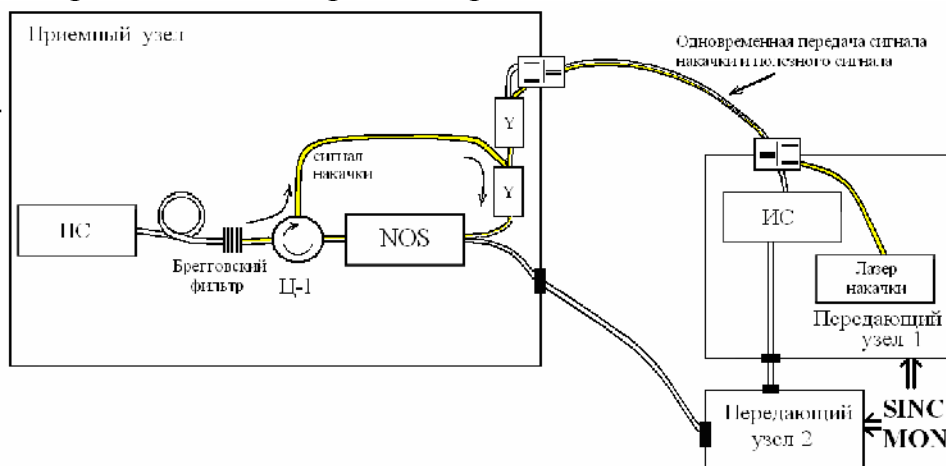 Приемный узел
Одновременная передача сигнала
накачки и полезного сигнала
Y
сигнал
накачки
Y
ПС
NOS
Брегговский
фильтр
Ц-1
ИС
Лазер
накачки
Передающий
узел 1
Передающий
узел 2
SINC
MON